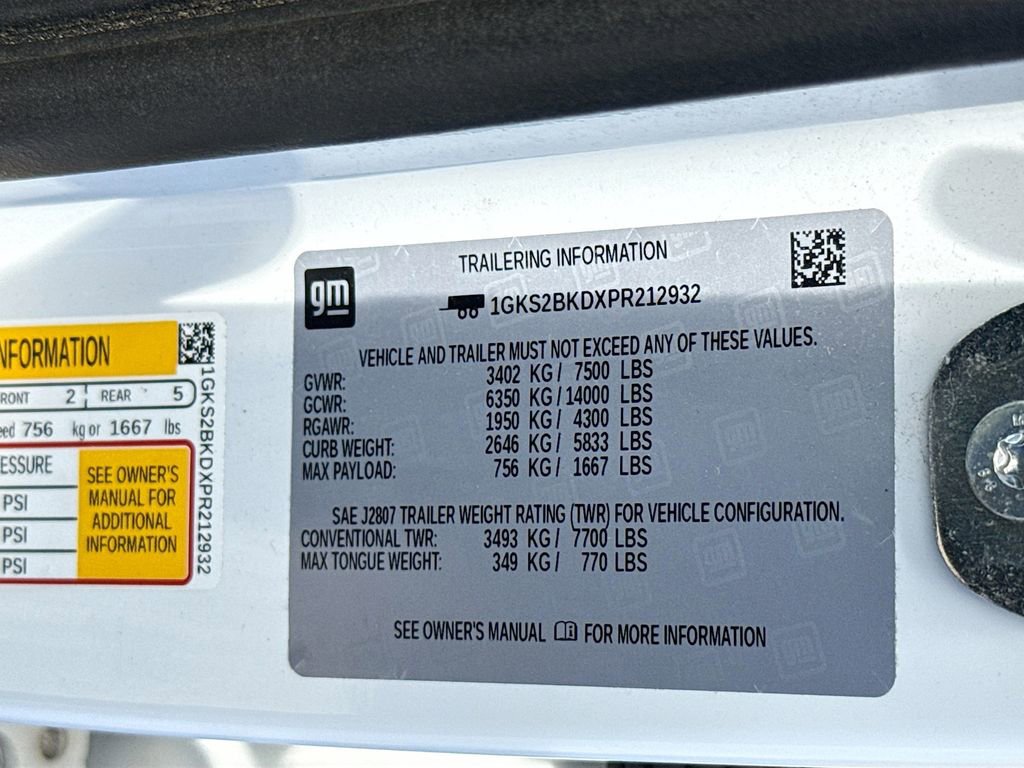 gm
TRAILERING INFORMATION
1GKS2BKDXPR212932
VEHICLE AND TRAILER MUST NOT EXCEED ANY OF THESE VALUES.
GVWR: 3402 KG / 7500 LBS
GCWR: 6350 KG / 14000 LBS
RGAWR: 1950 KG / 4300 LBS
CURB WEIGHT: 2646 KG / 5833 LBS
MAX PAYLOAD: 756 KG / 1667 LBS
SAE J2807 TRAILER WEIGHT RATING (TWR) FOR VEHICLE CONFIGURATION.
CONVENTIONAL TWR: 3493 KG / 7700 LBS
MAX TONGUE WEIGHT: 349 KG / 770 LBS
SEE OWNER'S MANUAL FOR MORE INFORMATION
NFORMATION
RONT 2 REAR 5
eed 756 kg or 1667 lbs
ESSURE
PSI
PSI
PSI
SEE OWNER'S
MANUAL FOR
ADDITIONAL
INFORMATION
1GKS2BKDXPR212932